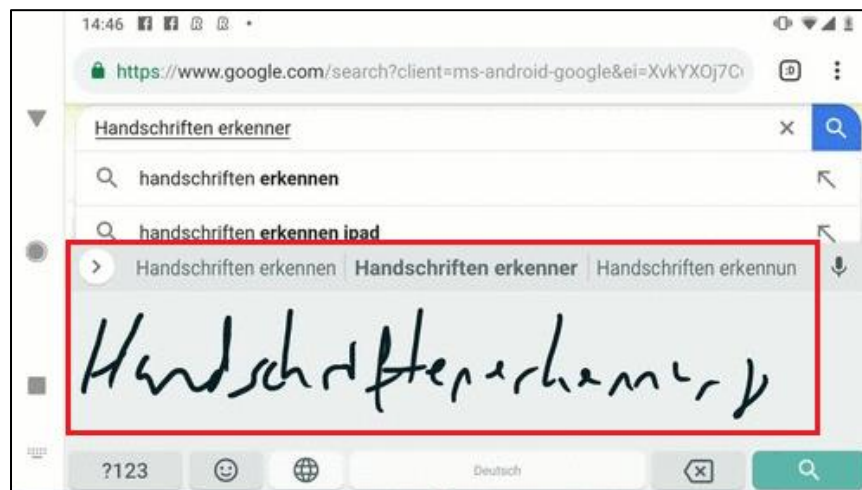 14:46
https://www.google.com/search?client=ms-android-google&ei=XvkYXOj7C
:D
Handschriften erkenner
handschriften erkennen
handschriften erkennen ipad
Handschriften erkennen Handschriften erkenner Handschriften erkennun
Handschriftenerkennung
?123 Deutsch